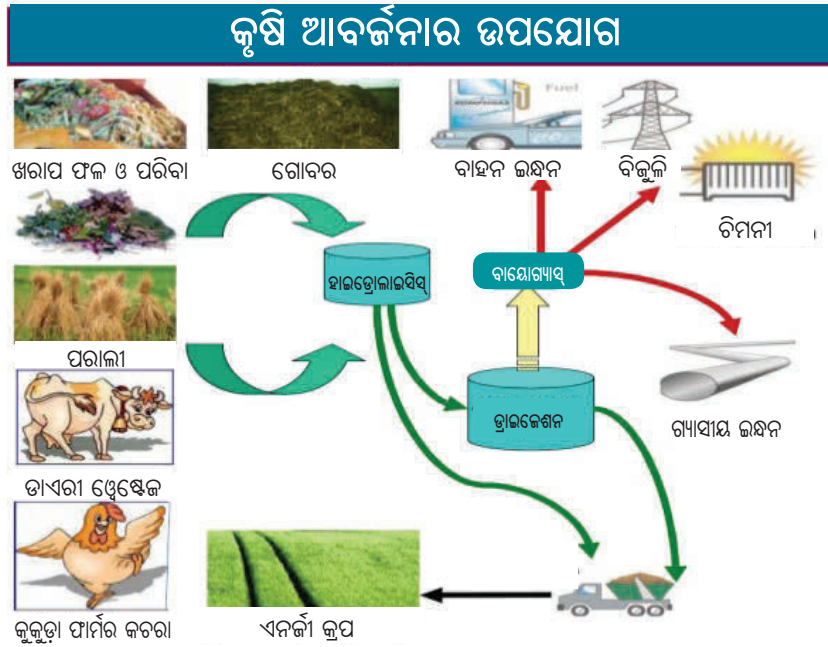 କୃଷି ଆବର୍ଜନାର ଉପଯୋଗ
Fuel
ଖରାପ ଫଳ ଓ ପରିବା
ଗୋବର
ବାହନ ଇନ୍ଧନ
ବିଜୁଳି
ଚିମନୀ
ହାଇଡ୍ରୋଲାଇସିସ୍
ବାୟୋଗ୍ୟାସ୍
ପରାଲୀ
ଡ୍ରାଇଜେଶନ
ଗ୍ୟାସୀୟ ଇନ୍ଧନ
ଡାଏରୀ ଓ୍ବେଷ୍ଟେଜ
କୁକୁଡ଼ା ଫାର୍ମର କଚରା
ଏନର୍ଜୀ କ୍ରପ